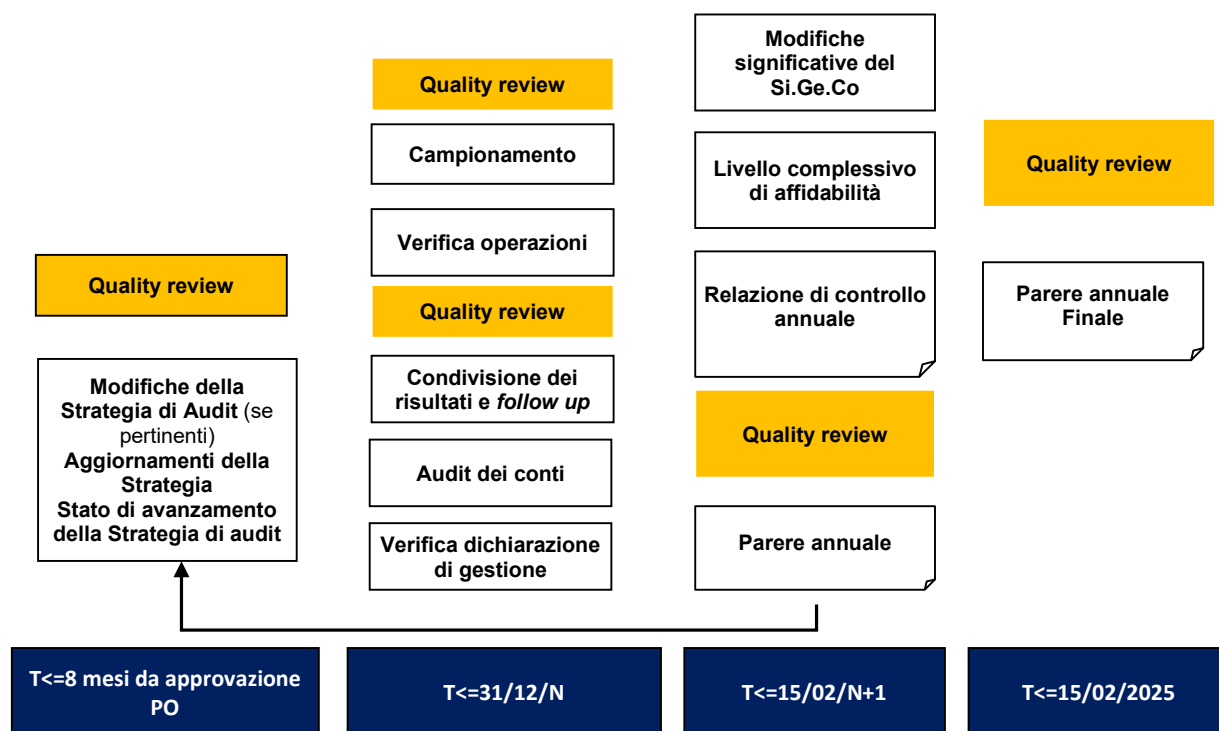 Quality review
Modifiche della
Strategia di Audit (se
pertinenti)
Aggiornamenti della
Strategia
Stato di avanzamento
della Strategia di audit
T<=8 mesi da approvazione
PO
Quality review
Campionamento
Verifica operazioni
Quality review
Condivisione dei
risultati e follow up
Audit dei conti
Verifica dichiarazione
di gestione
T<=31/12/N
Modifiche
significative del
Si.Ge.Co
Livello complessivo
di affidabilità
Relazione di controllo
annuale
Quality review
Parere annuale
T<=15/02/N+1
Quality review
Parere annuale
Finale
T<=15/02/2025